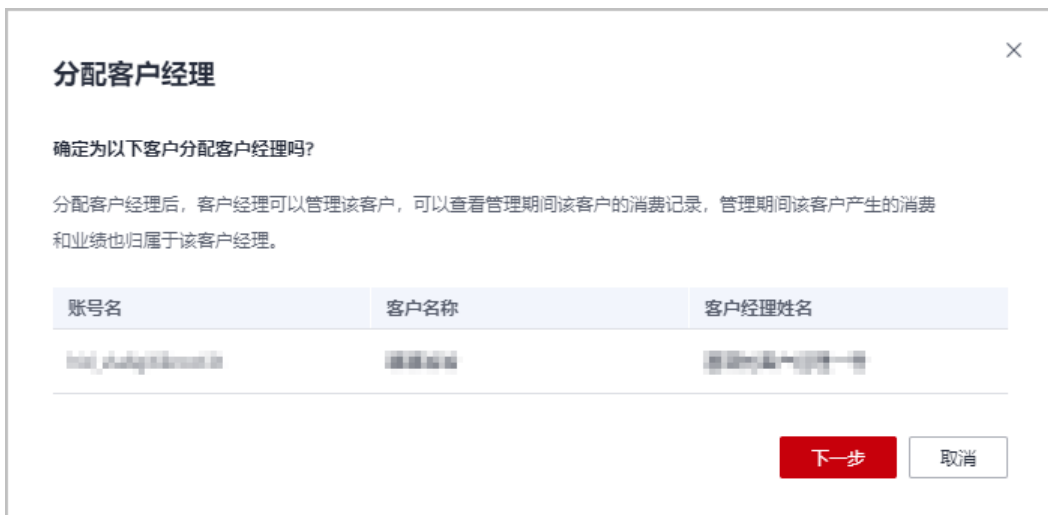 分配客户经理
确定为以下客户分配客户经理吗?
分配客户经理后，客户经理可以管理该客户，可以查看管理期间该客户的消费记录，管理期间该客户产生的消费
和业绩也归属于该客户经理。
账号名 客户名称 客户经理姓名
下一步 取消